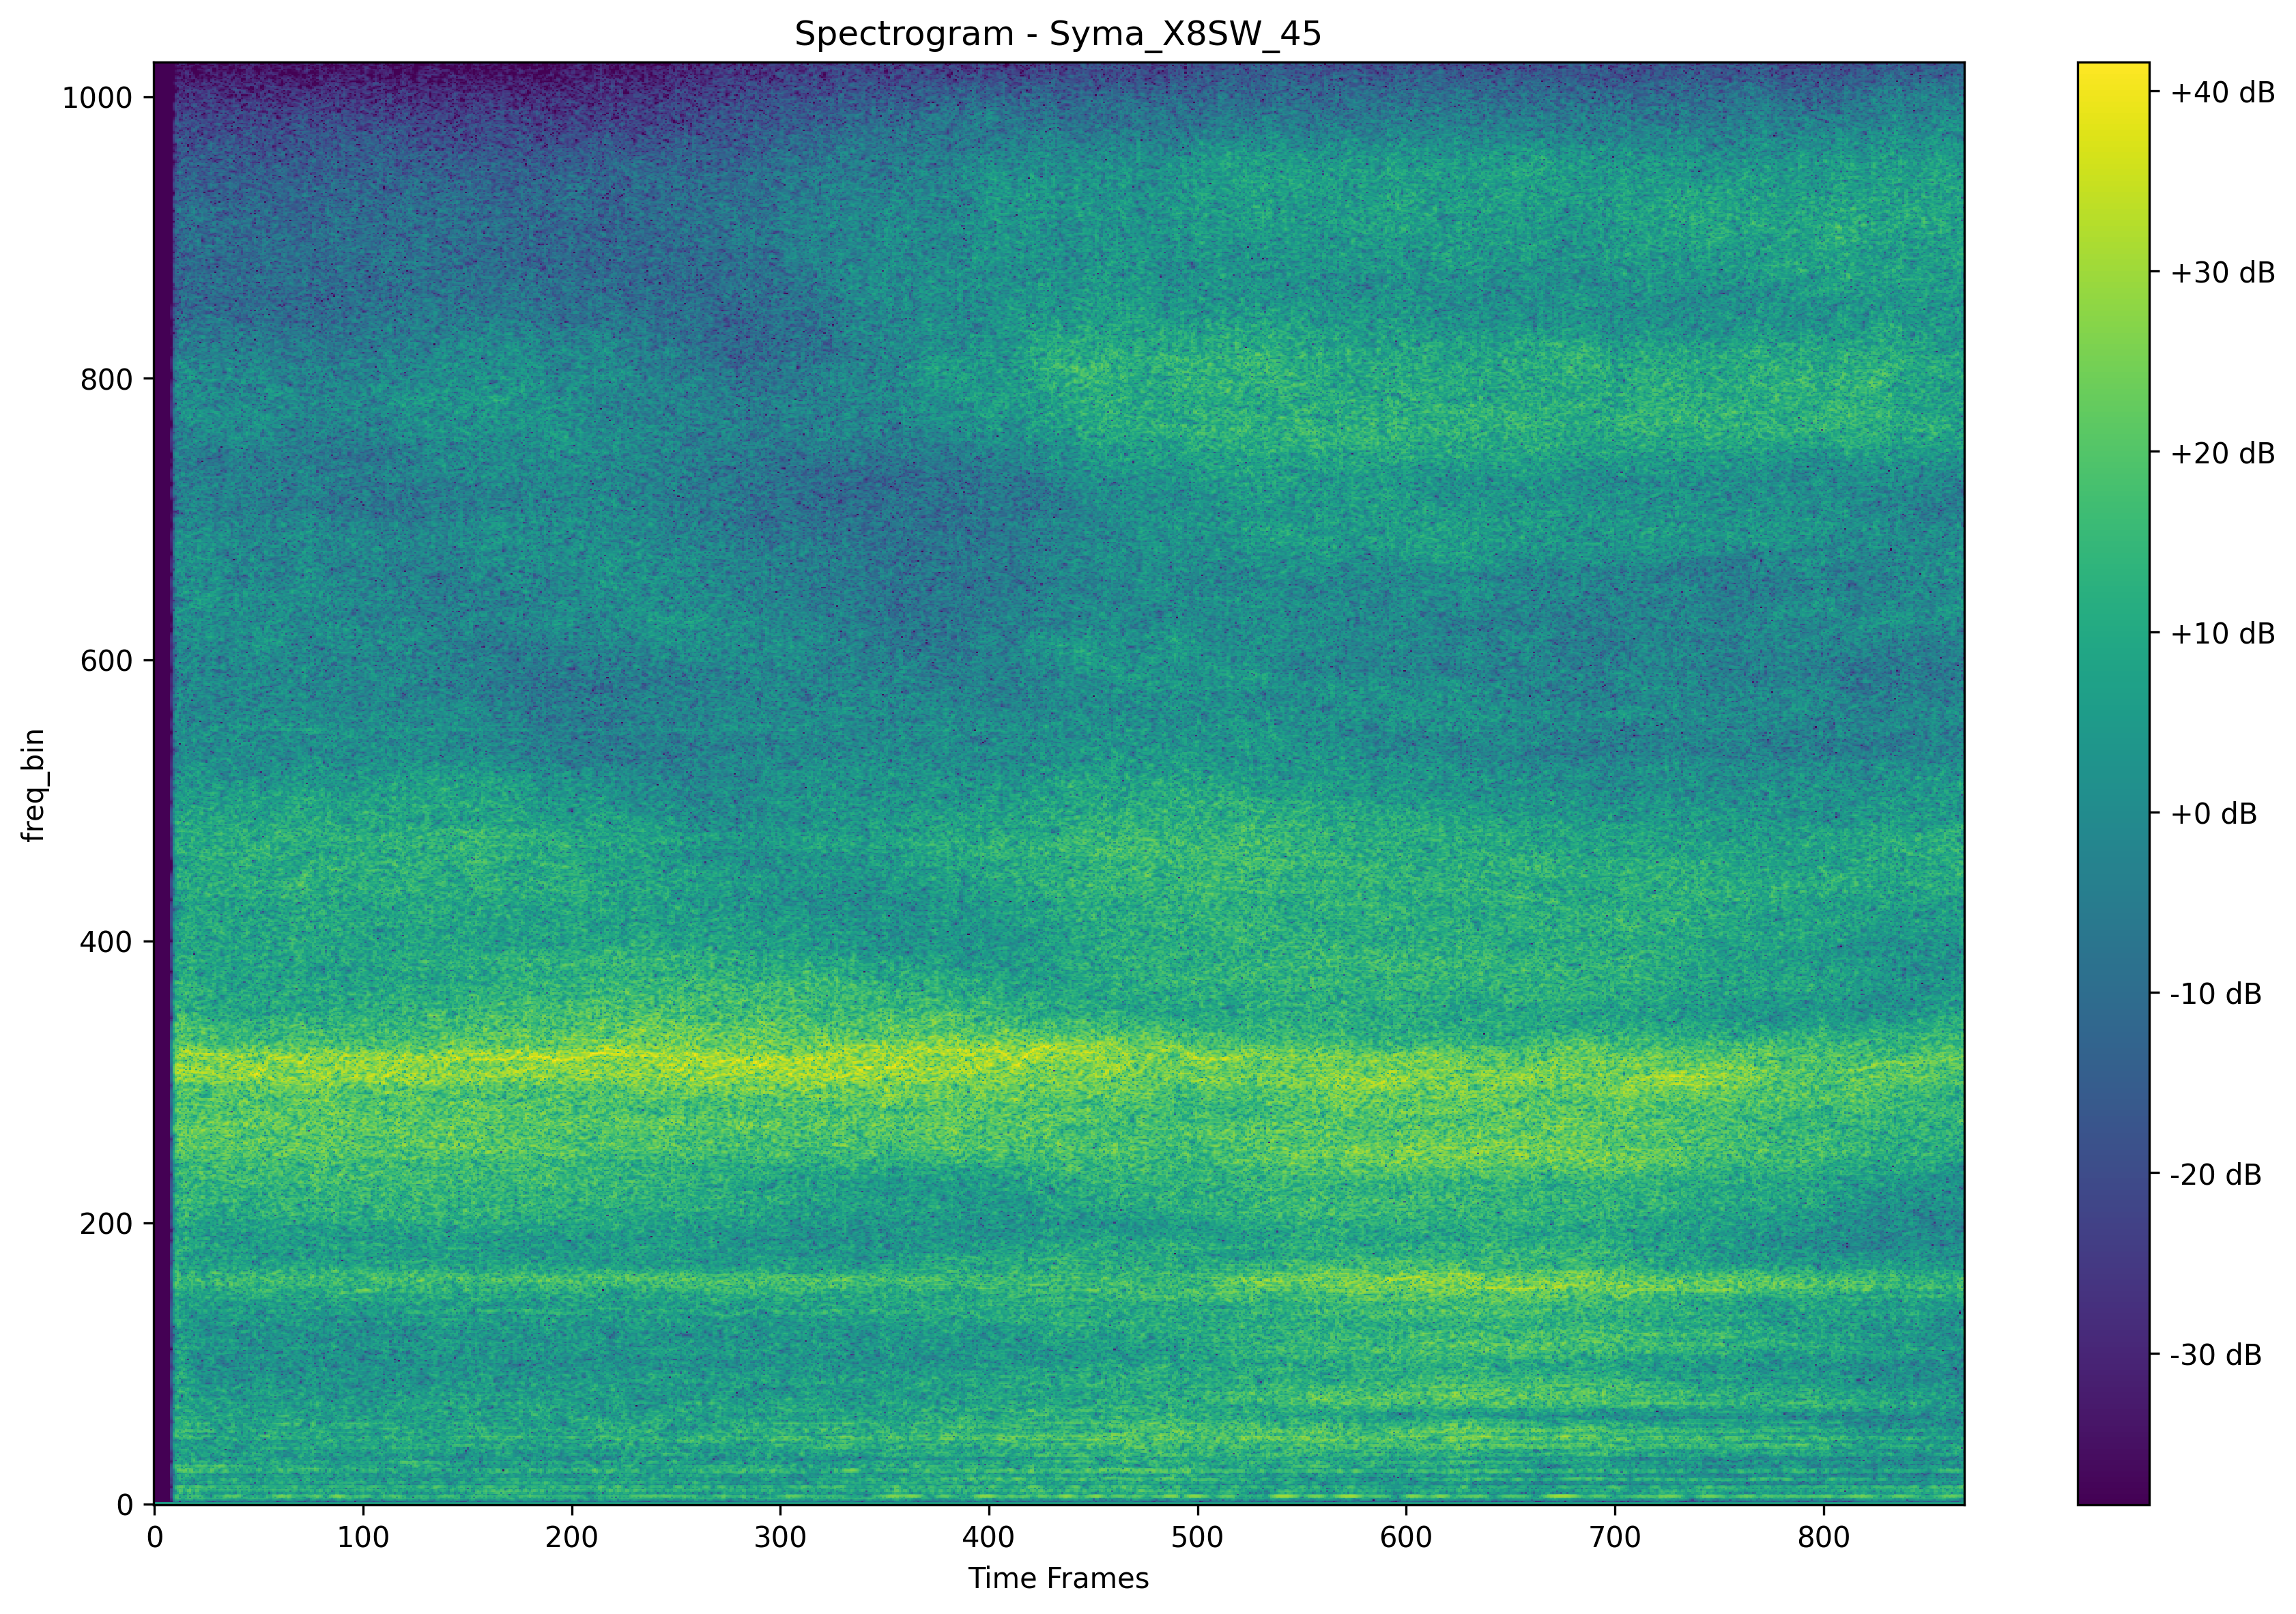 Spectrogram - Syma_X8SW_45
freq_bin
1000
800
600
400
200
0
0 100 200 300 400 500 600 700 800
Time Frames
+40 dB
+30 dB
+20 dB
+10 dB
+0 dB
-10 dB
-20 dB
-30 dB